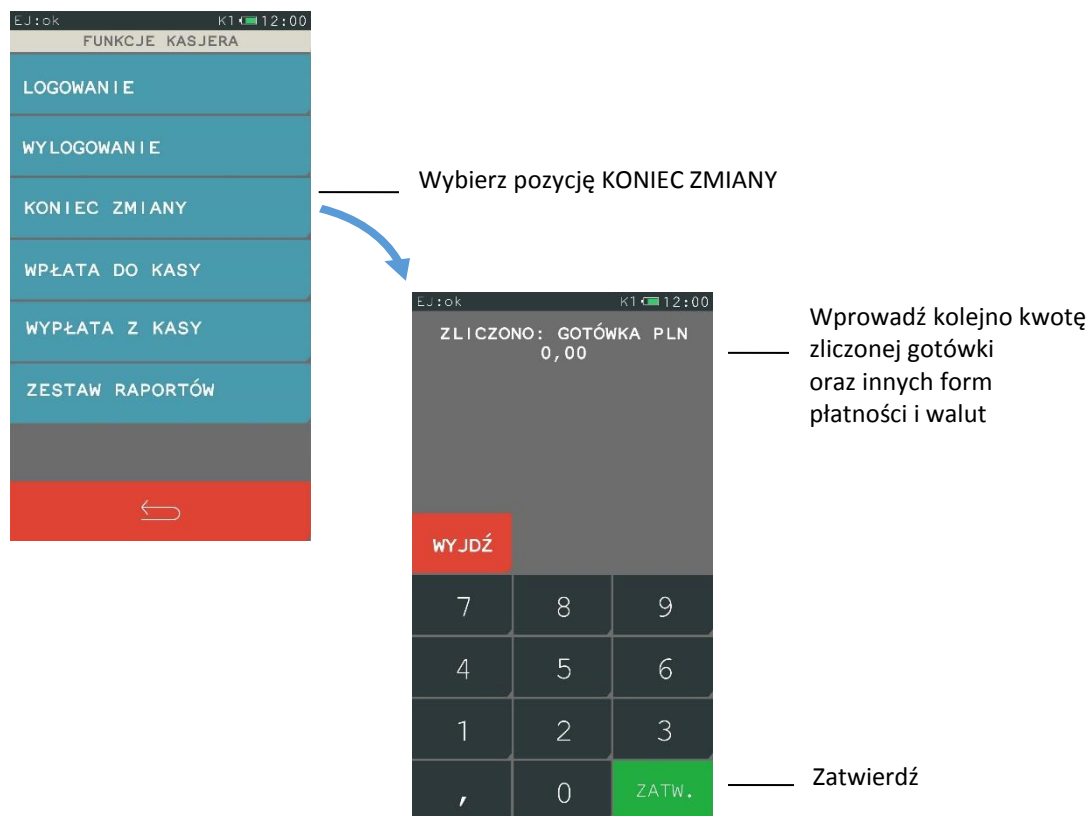 EJ:ok K1 12:00
FUNKCJE KASJERA
LOGOWANIE
WYLOGOWANIE
KONIEC ZMIANY
WPŁATA DO KASY
WYPŁATA Z KASY
ZESTAW RAPORTÓW
Wybierz pozycję KONIEC ZMIANY
EJ:ok K1 12:00
ZLICZONO: GOTÓWKA PLN
0,00
WYJDŹ
7 8 9
4 5 6
1 2 3
, 0 ZATW.
Wprowadź kolejno kwotę
zliczonej gotówki
oraz innych form
płatności i walut
Zatwierdź